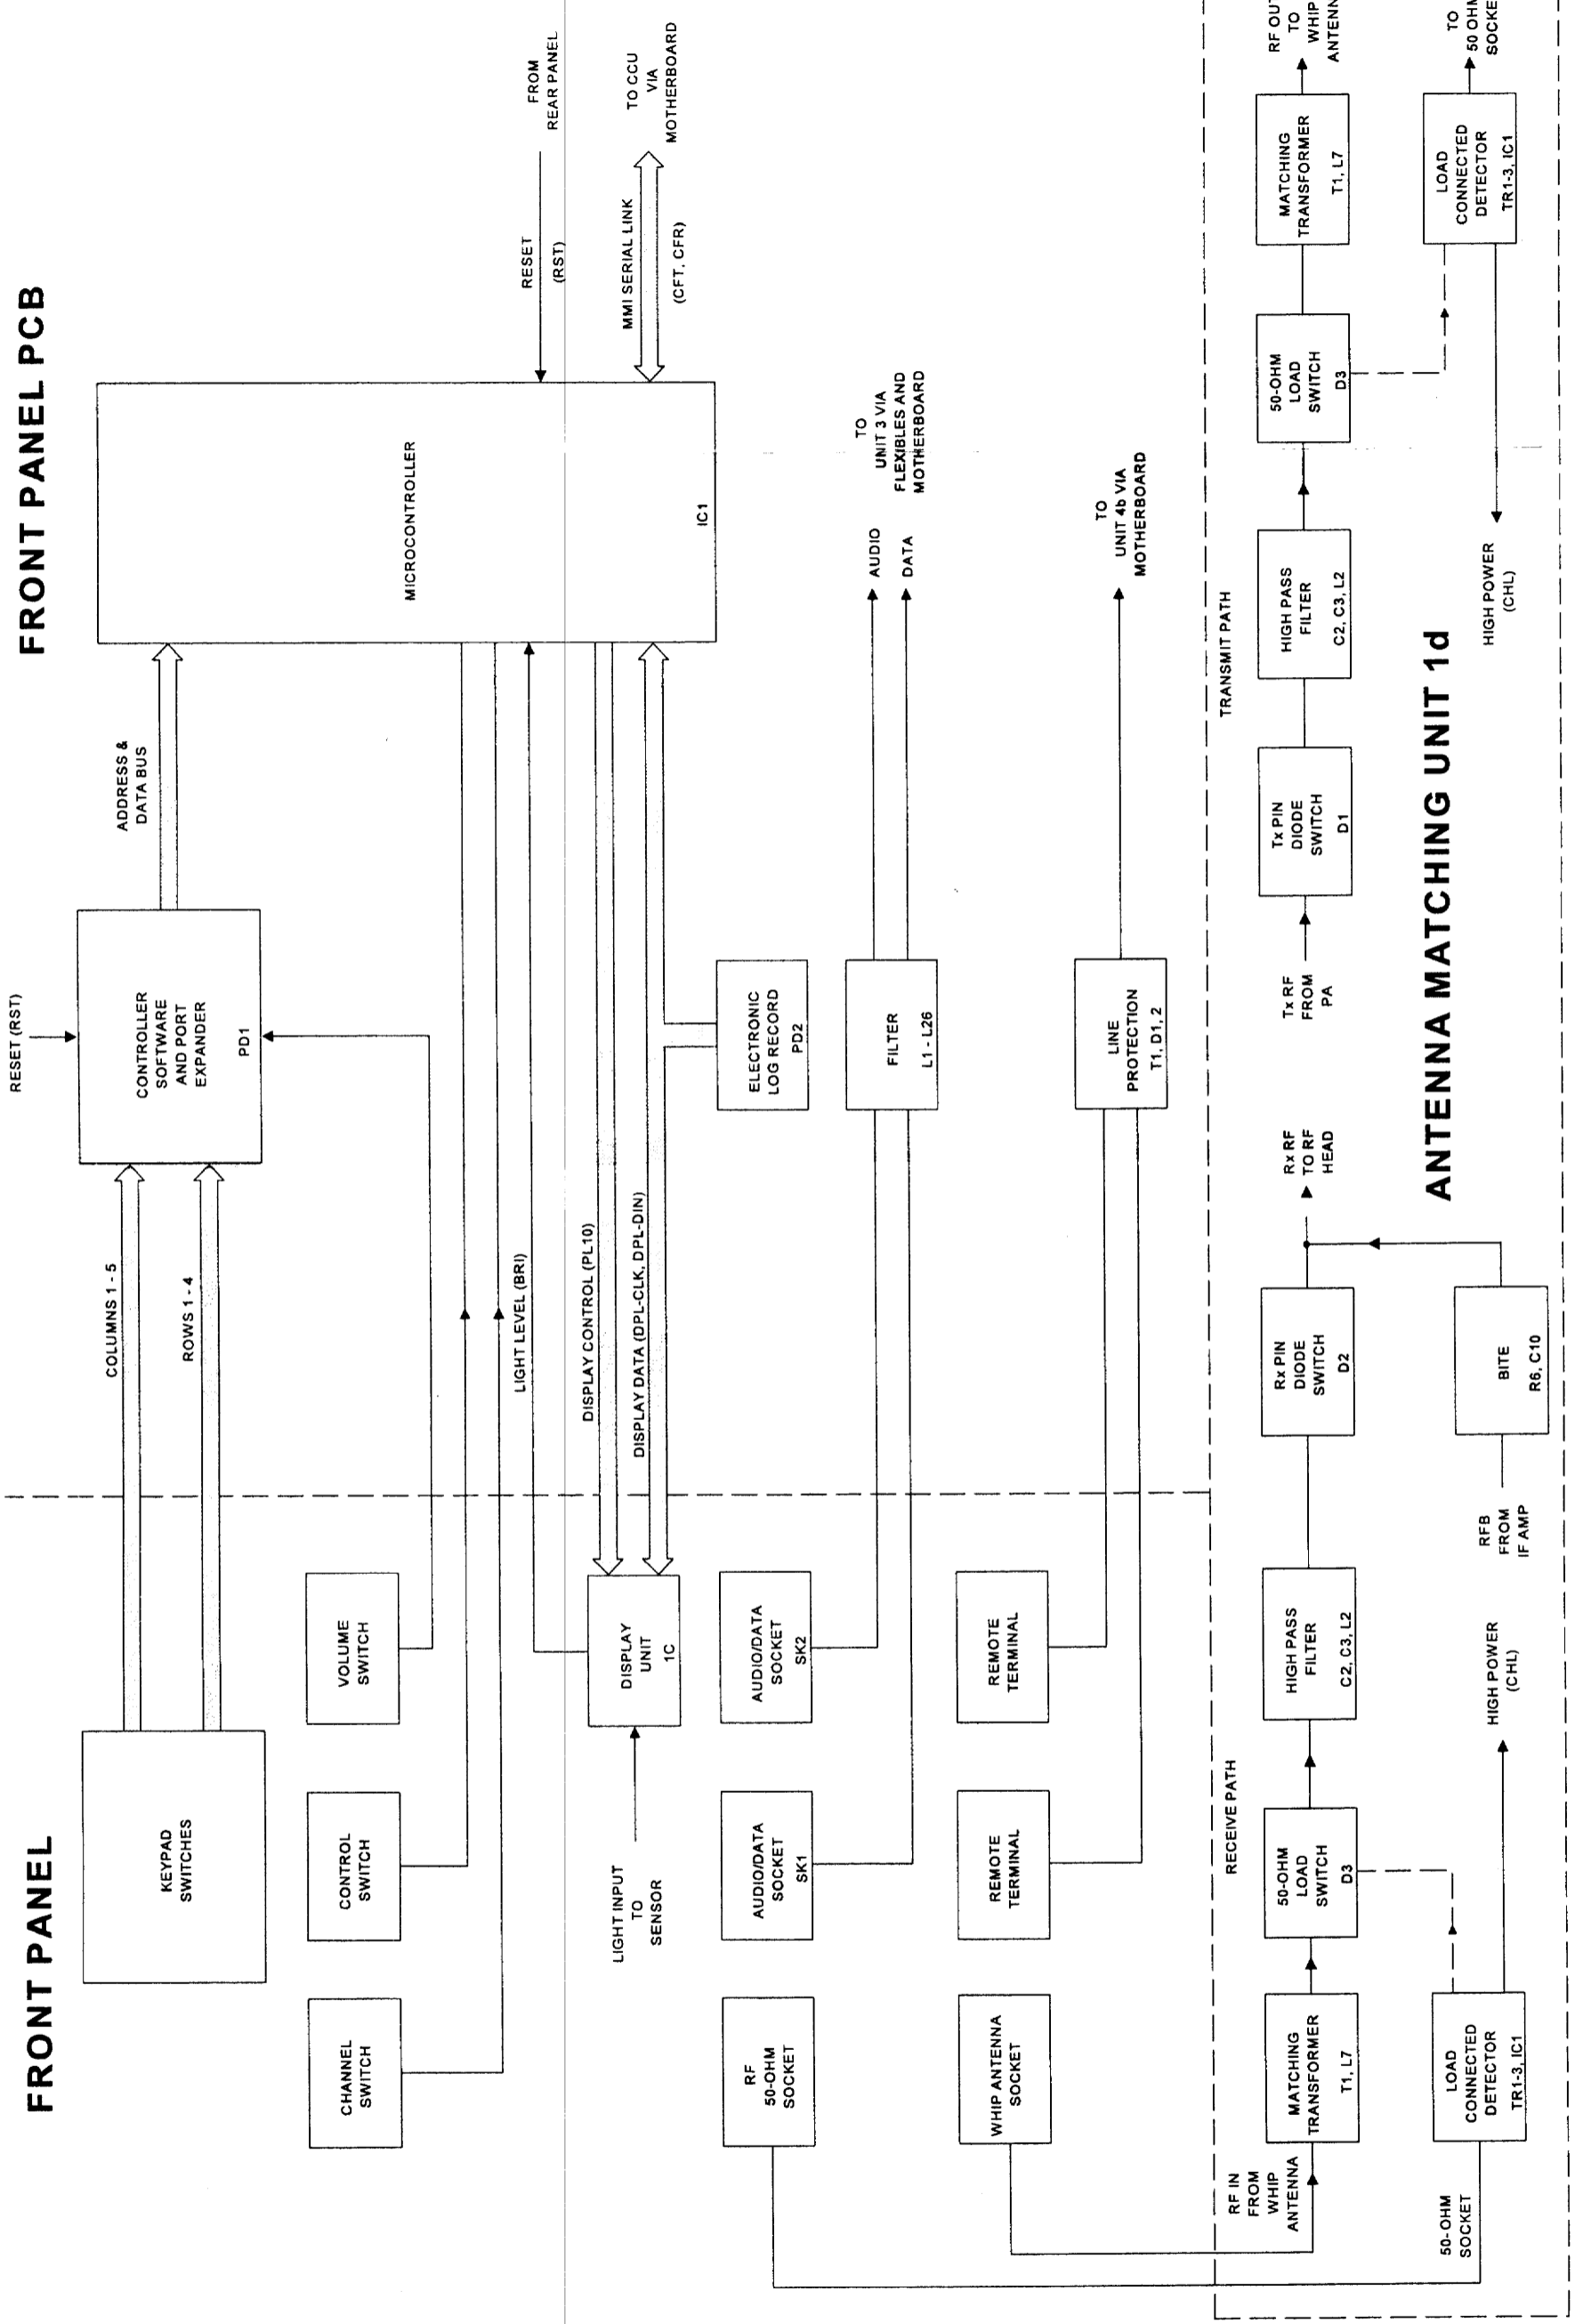 FRONT PANEL
FRONT PANEL PCB
RESET (RST)
KEYPAD
SWITCHES
COLUMNS 1 - 5
ROWS 1 - 4
CONTROLLER
SOFTWARE
AND PORT
EXPANDER
PD1
ADDRESS &
DATA BUS
MICROCONTROLLER
IC1
CHANNEL
SWITCH
CONTROL
SWITCH
VOLUME
SWITCH
LIGHT LEVEL (BRI)
RESET
(RST)
FROM
REAR PANEL
LIGHT INPUT
TO
SENSOR
DISPLAY
UNIT
1C
DISPLAY CONTROL (PL10)
DISPLAY DATA (DPL-CLK, DPL-DIN)
MMI SERIAL LINK
(CFT, CFR)
TO CCU
VIA
MOTHERBOARD
ELECTRONIC
LOG RECORD
PD2
RF
50-OHM
SOCKET
AUDIO/DATA
SOCKET
SK1
AUDIO/DATA
SOCKET
SK2
FILTER
L1 - L26
AUDIO
DATA
TO
UNIT 3 VIA
FLEXIBLES AND
MOTHERBOARD
WHIP ANTENNA
SOCKET
REMOTE
TERMINAL
REMOTE
TERMINAL
LINE
PROTECTION
T1, D1, 2
TO
UNIT 4b VIA
MOTHERBOARD
RECEIVE PATH
TRANSMIT PATH
RF IN
FROM
WHIP
ANTENNA
MATCHING
TRANSFORMER
T1, L7
50-OHM
LOAD
SWITCH
D3
HIGH PASS
FILTER
C2, C3, L2
Rx PIN
DIODE
SWITCH
D2
Rx RF
TO RF
HEAD
Tx RF
FROM
PA
Tx PIN
DIODE
SWITCH
D1
HIGH PASS
FILTER
C2, C3, L2
50-OHM
LOAD
SWITCH
D3
MATCHING
TRANSFORMER
T1, L7
RF OUT
TO
WHIP
ANTENN
50-OHM
SOCKET
LOAD
CONNECTED
DETECTOR
TR1-3, IC1
HIGH POWER
(CHL)
RFB
FROM
IF AMP
BITE
R6, C10
ANTENNA MATCHING UNIT 1d
HIGH POWER
(CHL)
LOAD
CONNECTED
DETECTOR
TR1-3, IC1
TO
50 OHM
SOCKE